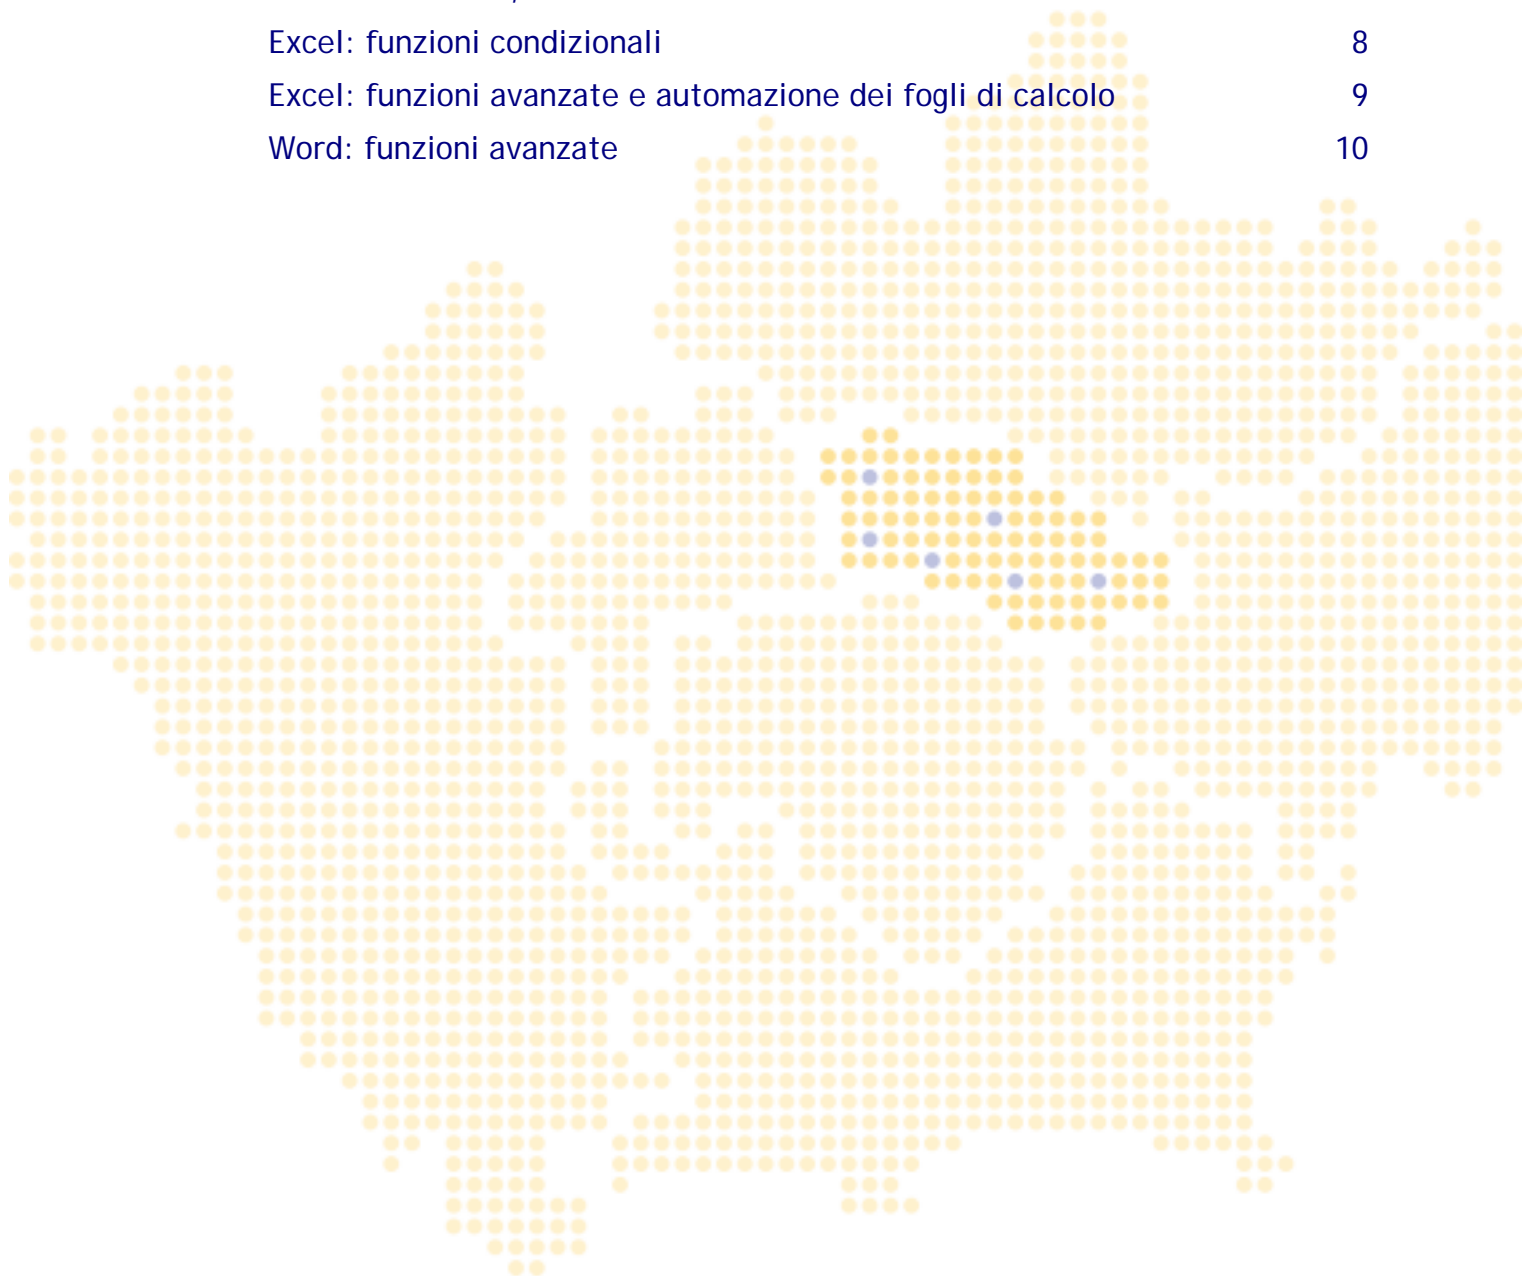 Excel: funzioni condizionali 8
Excel: funzioni avanzate e automazione dei fogli di calcolo 9
Word: funzioni avanzate 10